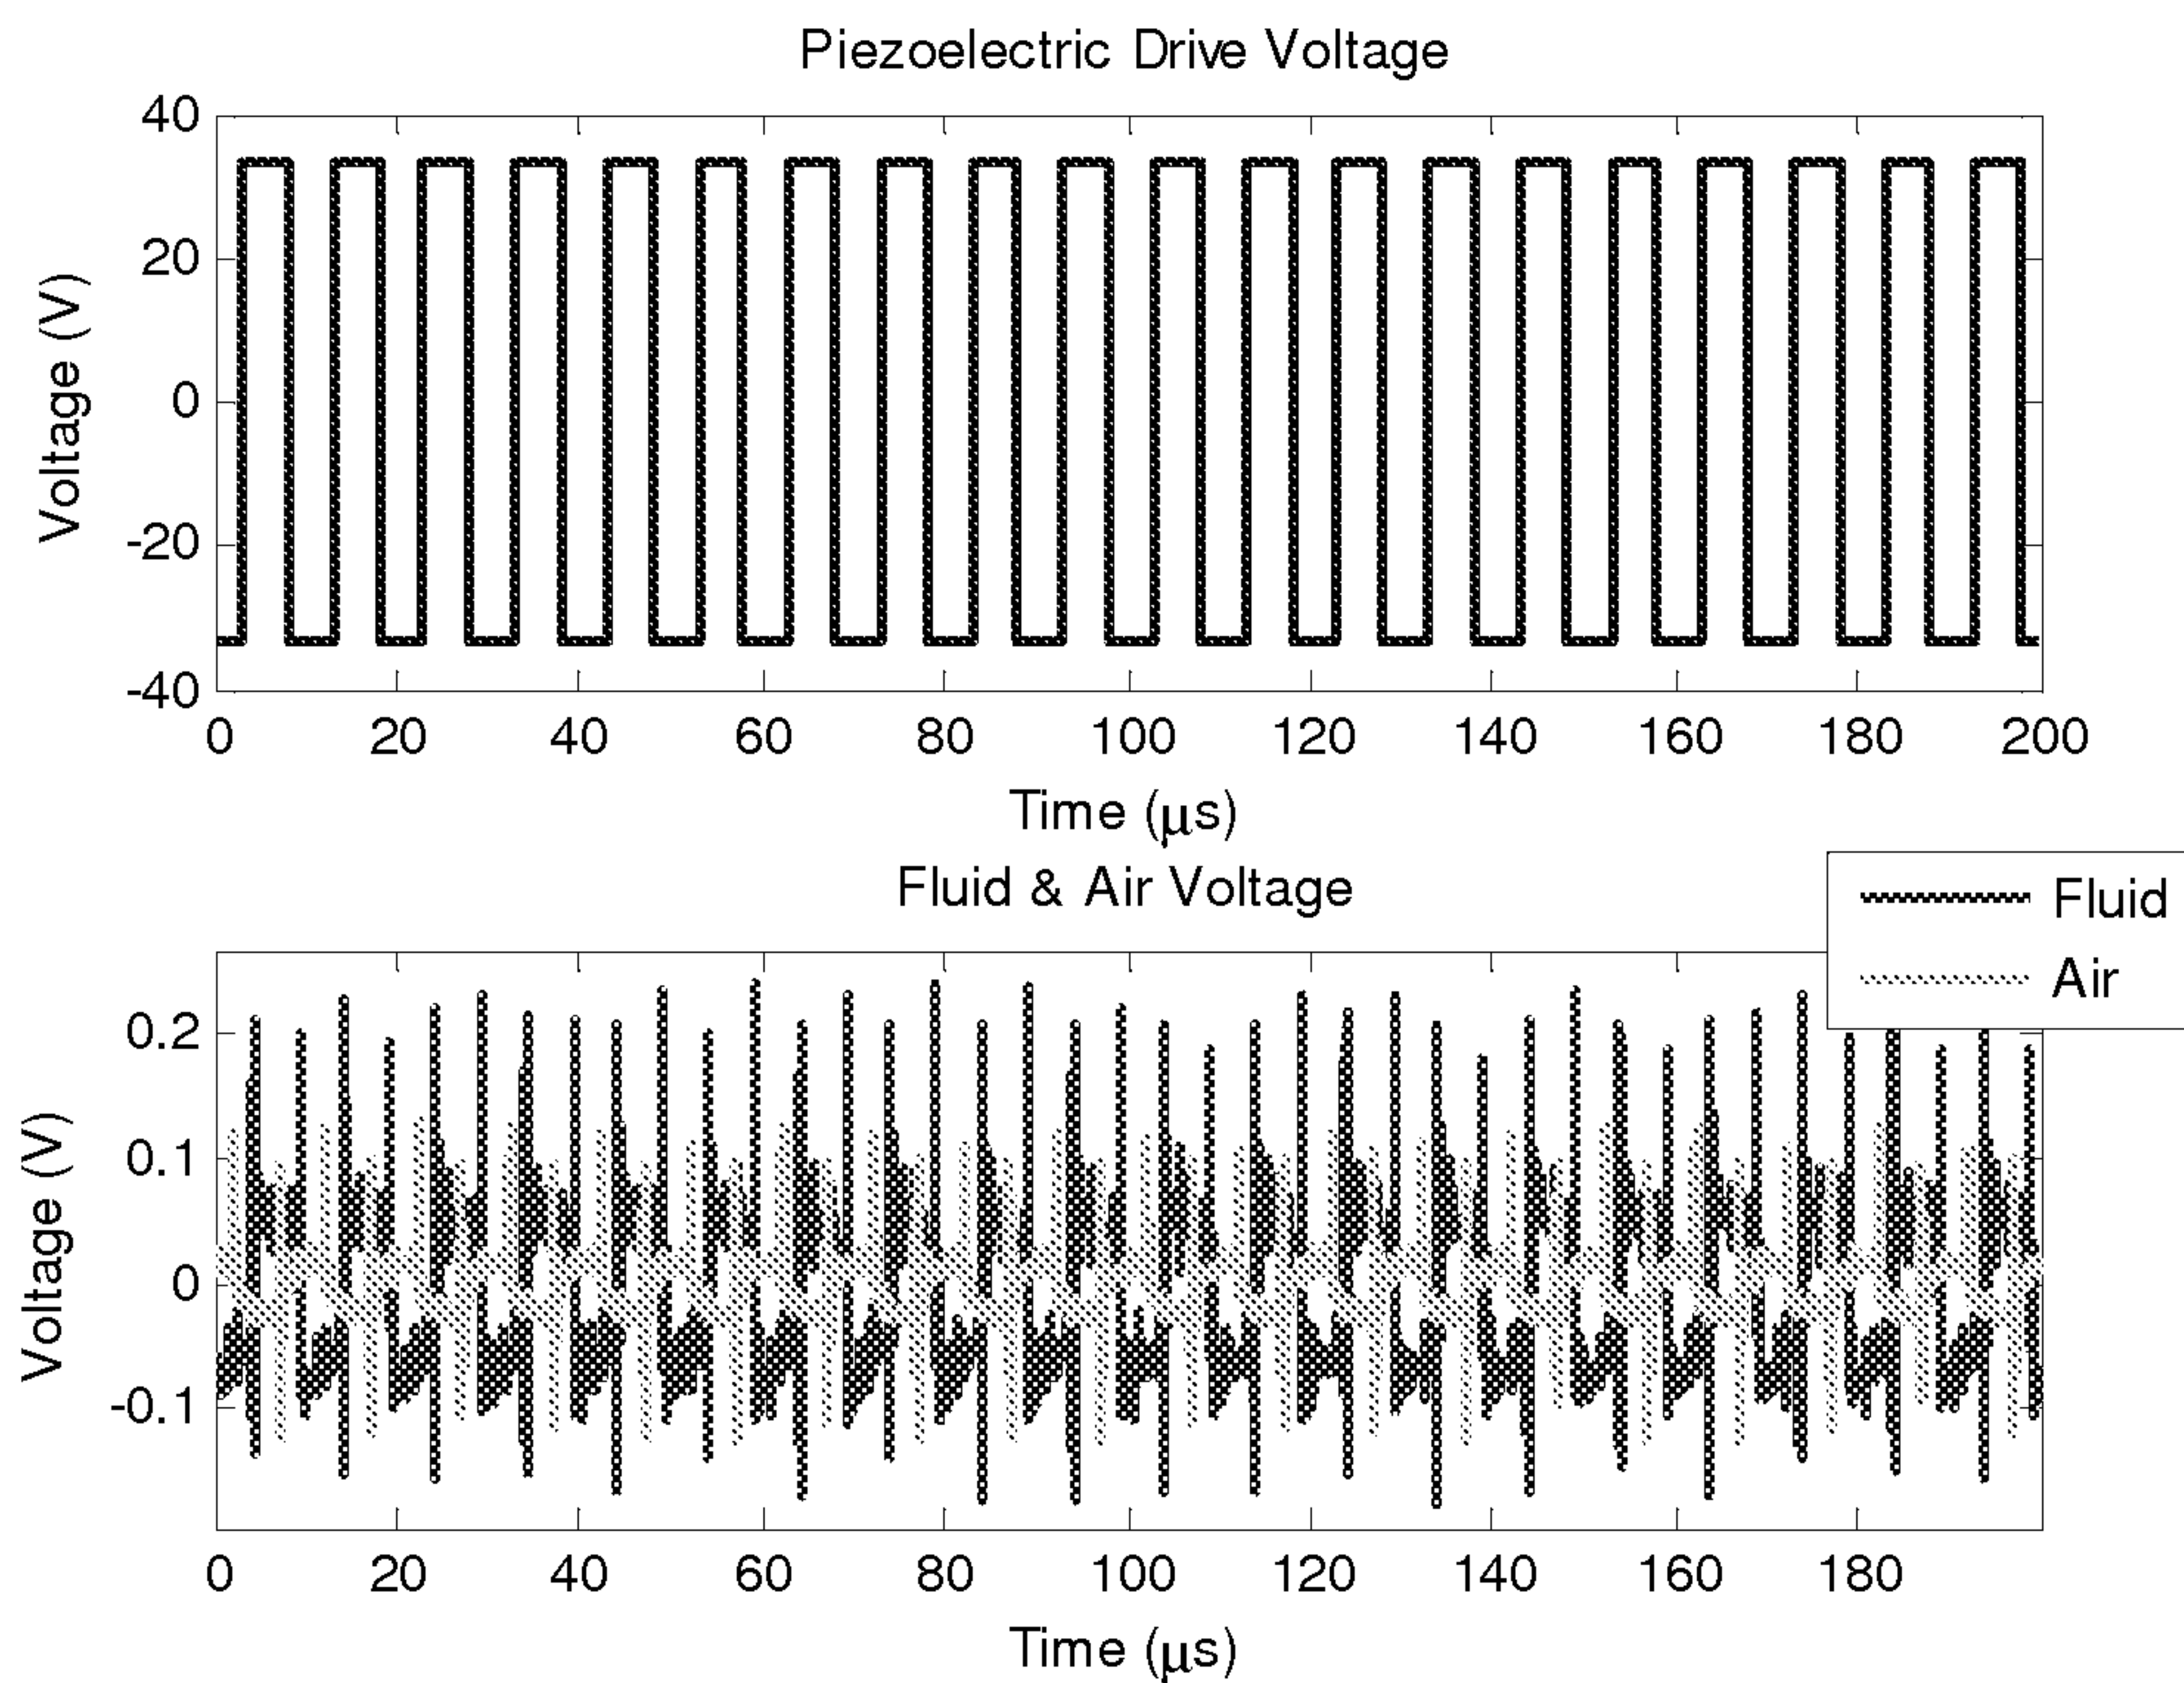 Piezoelectric Drive Voltage
40
20
0
-20
-40
Voltage (V)
0 20 40 60 80 100 120 140 160 180 200
Time (μs)
Fluid & Air Voltage
Fluid
Air
0.2
0.1
0
-0.1
Voltage (V)
0 20 40 60 80 100 120 140 160 180
Time (μs)